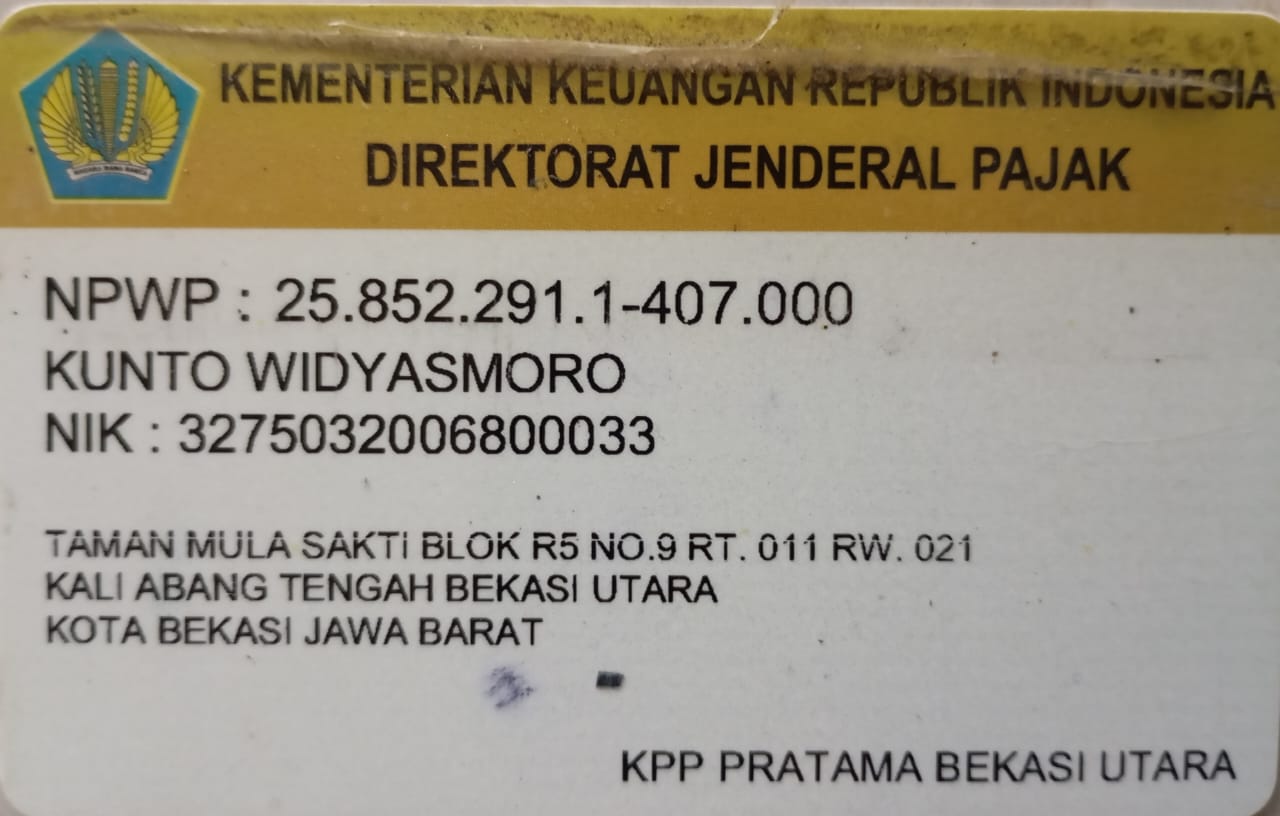 KEMENTERIAN KEUANGAN REPUBLIK INDONESIA
DIREKTORAT JENDERAL PAJAK
NPWP : 25.852.291.1-407.000
KUNTO WIDYASMORO
NIK : 3275032006800033
TAMAN MULA SAKTI BLOK R5 NO.9 RT. 011 RW. 021
KALI ABANG TENGAH BEKASI UTARA
KOTA BEKASI JAWA BARAT
KPP PRATAMA BEKASI UTARA